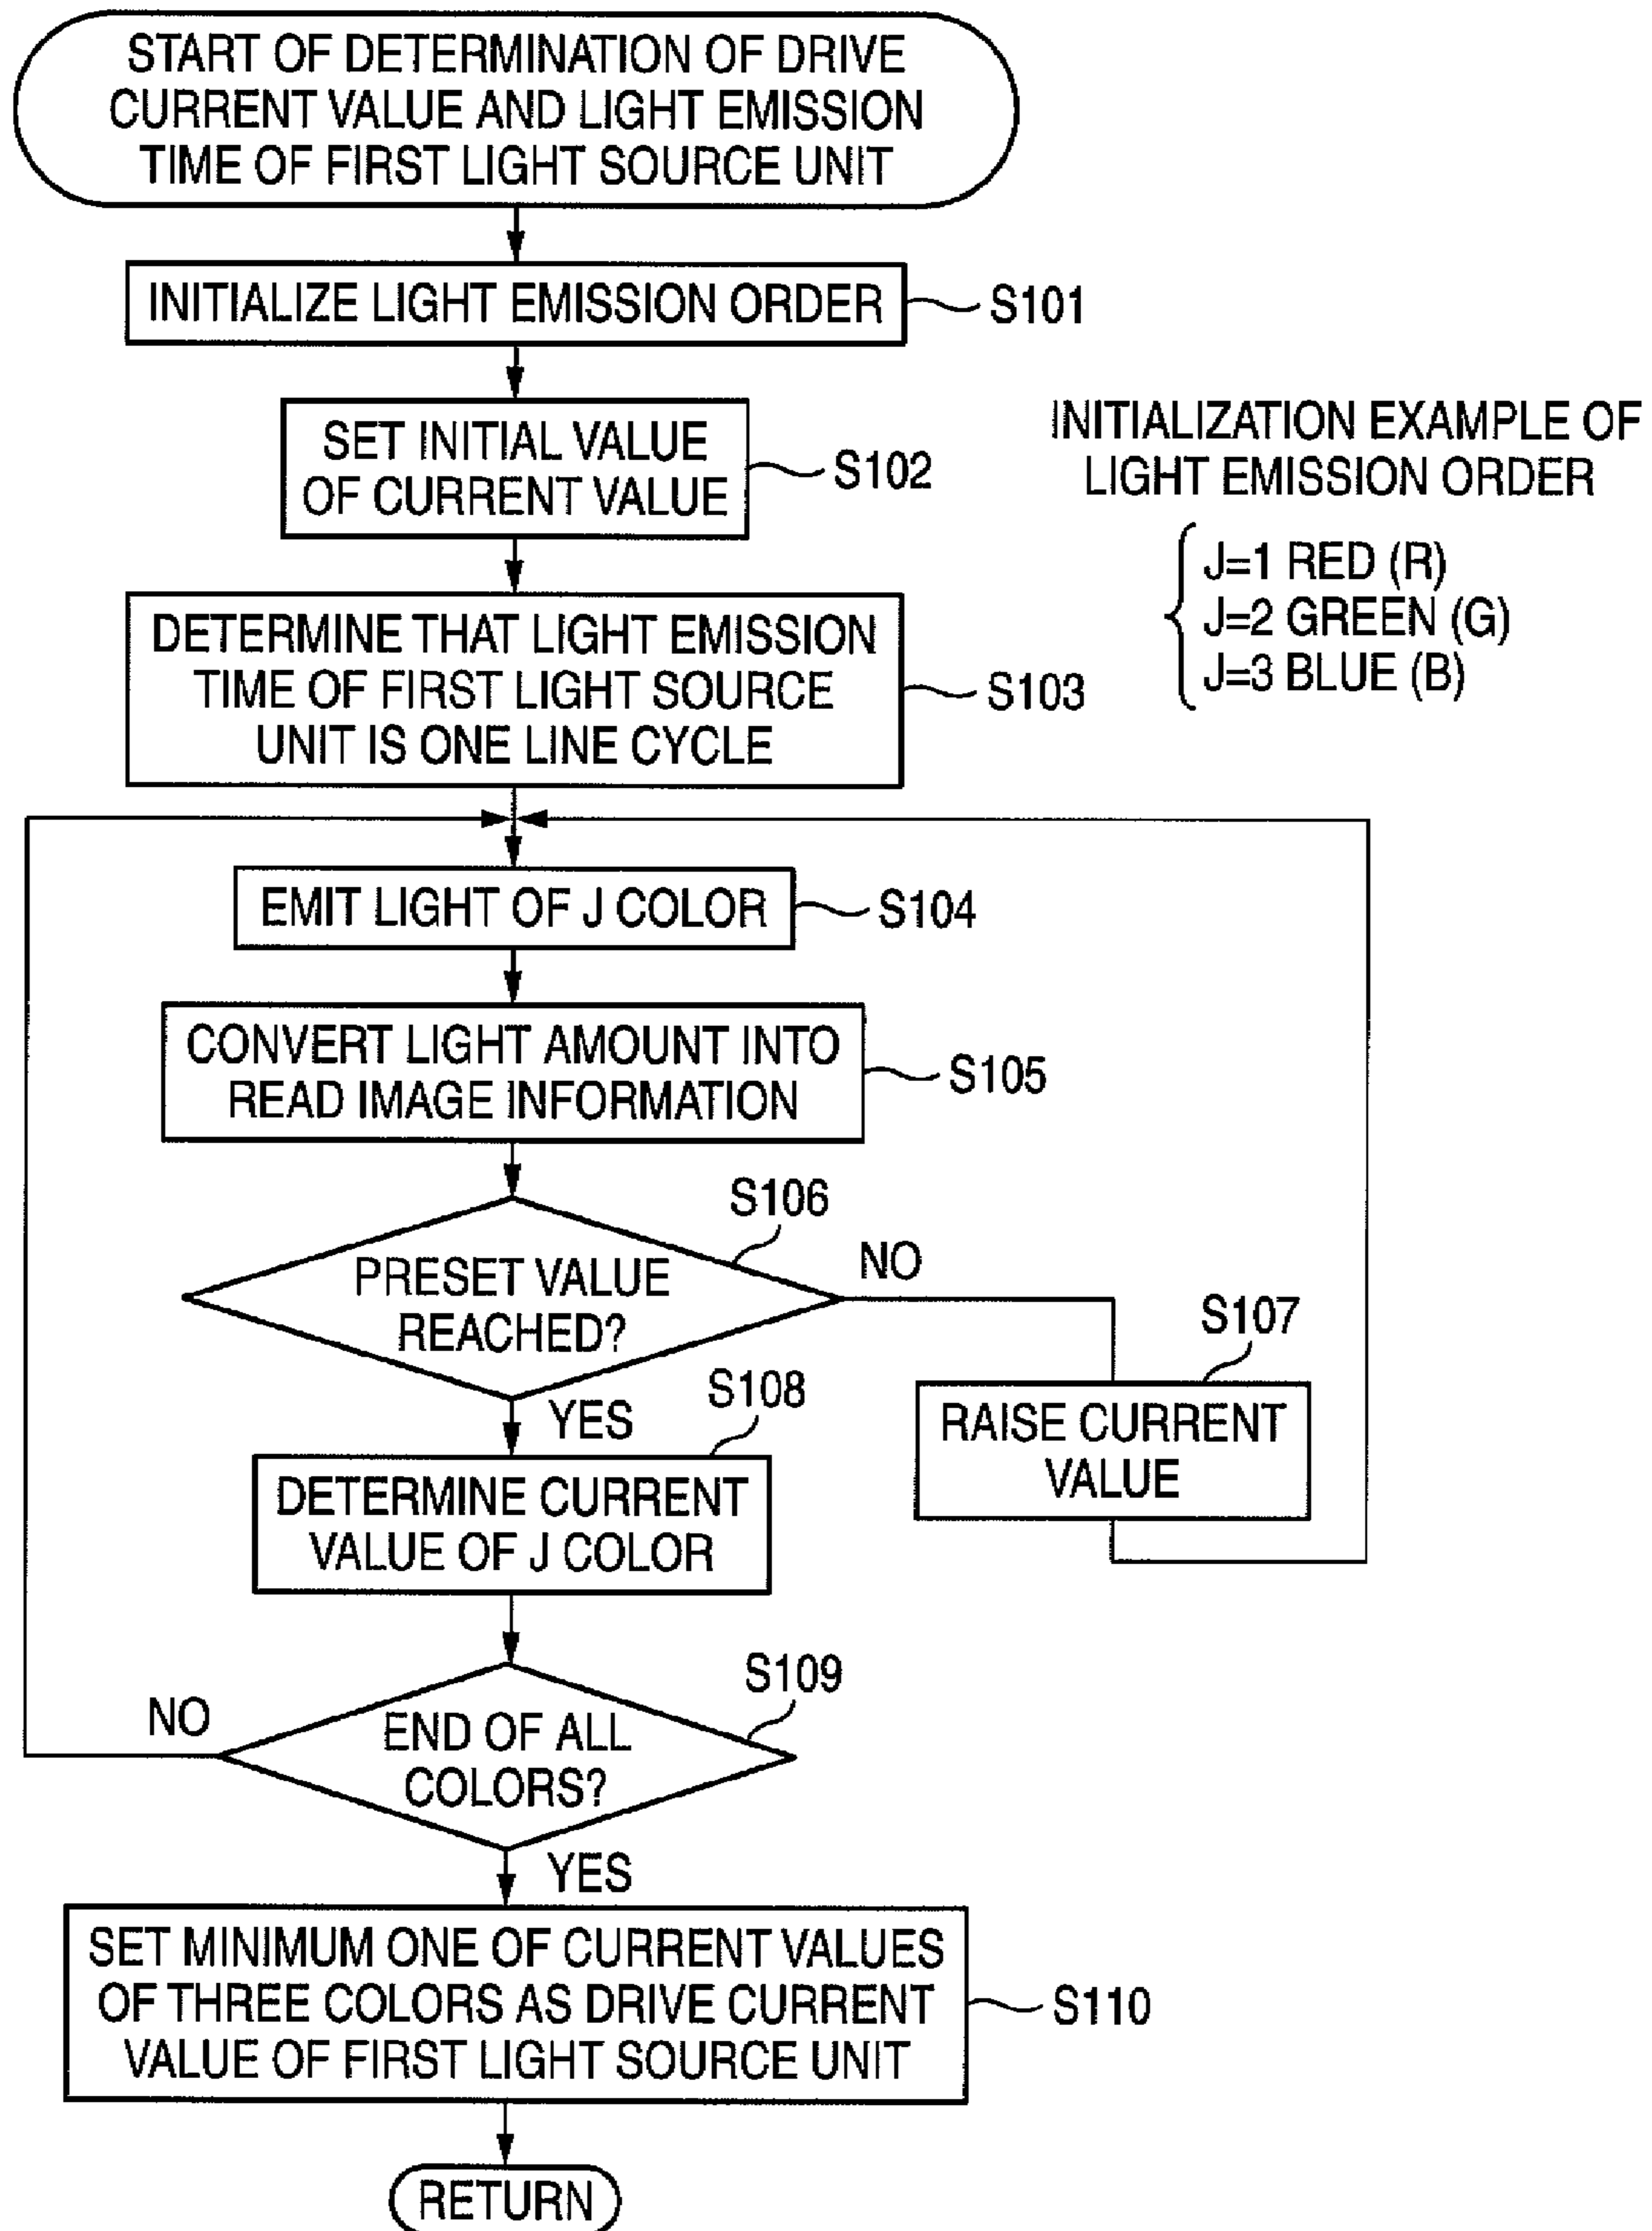 START OF DETERMINATION OF DRIVE
CURRENT VALUE AND LIGHT EMISSION
TIME OF FIRST LIGHT SOURCE UNIT
INITIALIZE LIGHT EMISSION ORDER
S101
SET INITIAL VALUE
OF CURRENT VALUE
S102
INITIALIZATION EXAMPLE OF
LIGHT EMISSION ORDER
J=1 RED (R)
J=2 GREEN (G)
J=3 BLUE (B)
DETERMINE THAT LIGHT EMISSION
TIME OF FIRST LIGHT SOURCE
UNIT IS ONE LINE CYCLE
S103
EMIT LIGHT OF J COLOR
S104
CONVERT LIGHT AMOUNT INTO
READ IMAGE INFORMATION
S105
S106
PRESET VALUE
REACHED?
NO
S107
RAISE CURRENT
VALUE
YES
S108
DETERMINE CURRENT
VALUE OF J COLOR
S109
NO
END OF ALL
COLORS?
YES
SET MINIMUM ONE OF CURRENT VALUES
OF THREE COLORS AS DRIVE CURRENT
VALUE OF FIRST LIGHT SOURCE UNIT
S110
RETURN